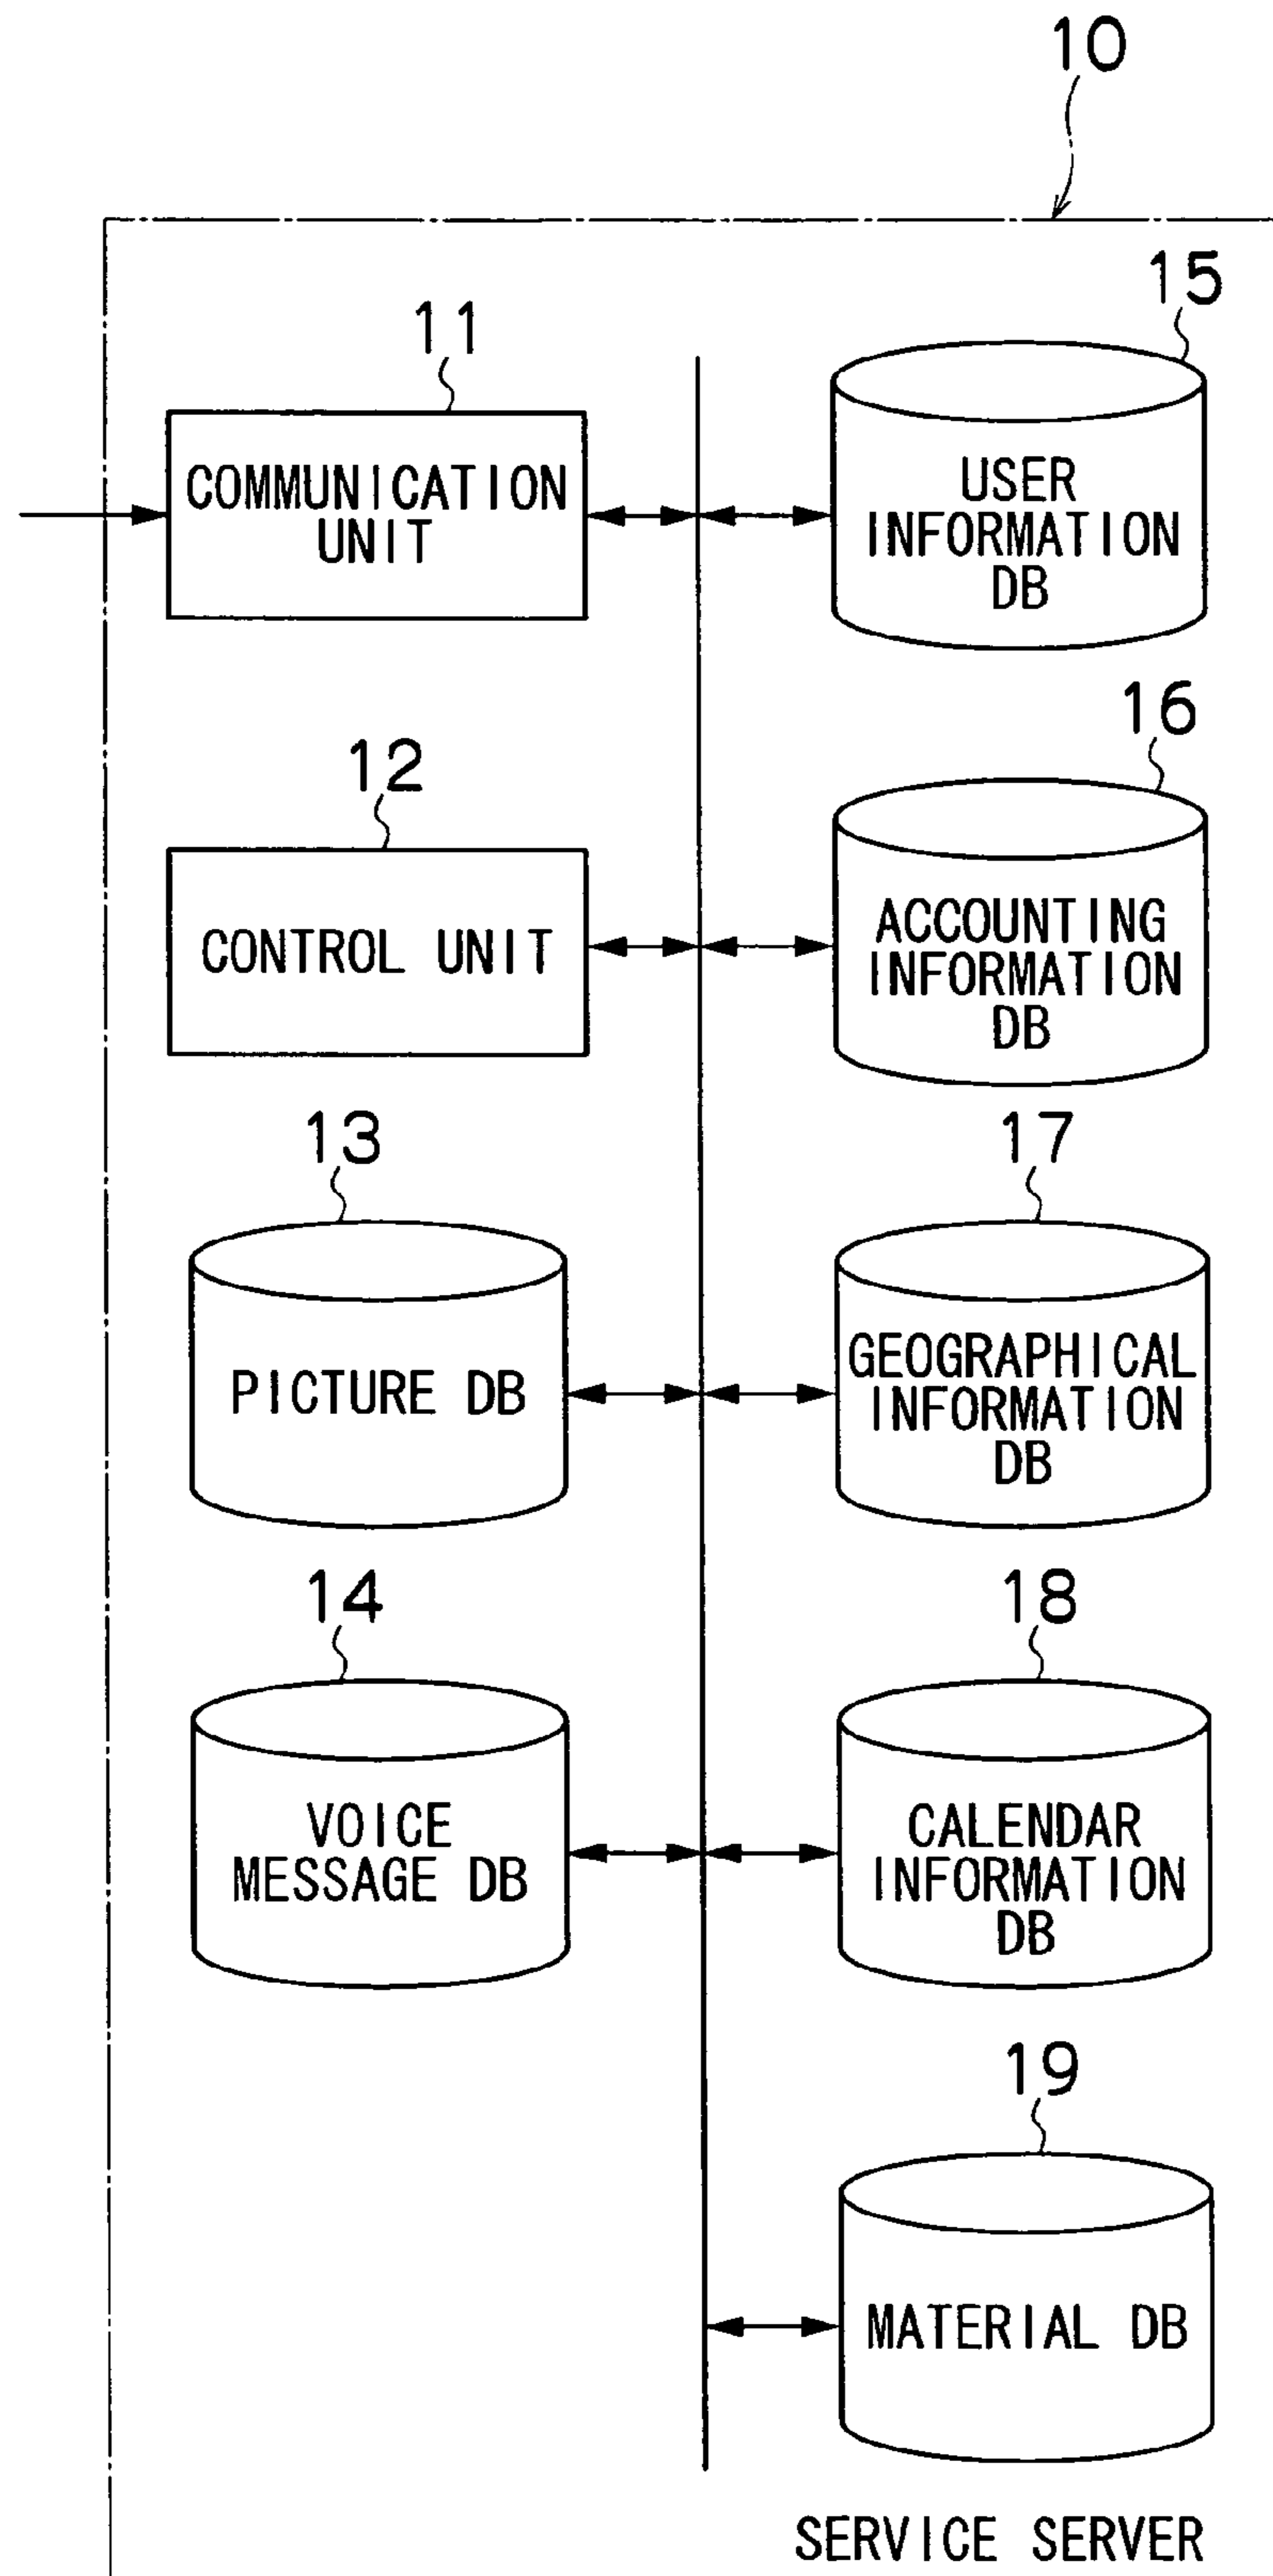 10
11
COMMUNICATION
UNIT
15
USER
INFORMATION
DB
12
CONTROL UNIT
16
ACCOUNTING
INFORMATION
DB
13
PICTURE DB
17
GEOGRAPHICAL
INFORMATION
DB
14
VOICE
MESSAGE DB
18
CALENDAR
INFORMATION
DB
19
MATERIAL DB
SERVICE SERVER